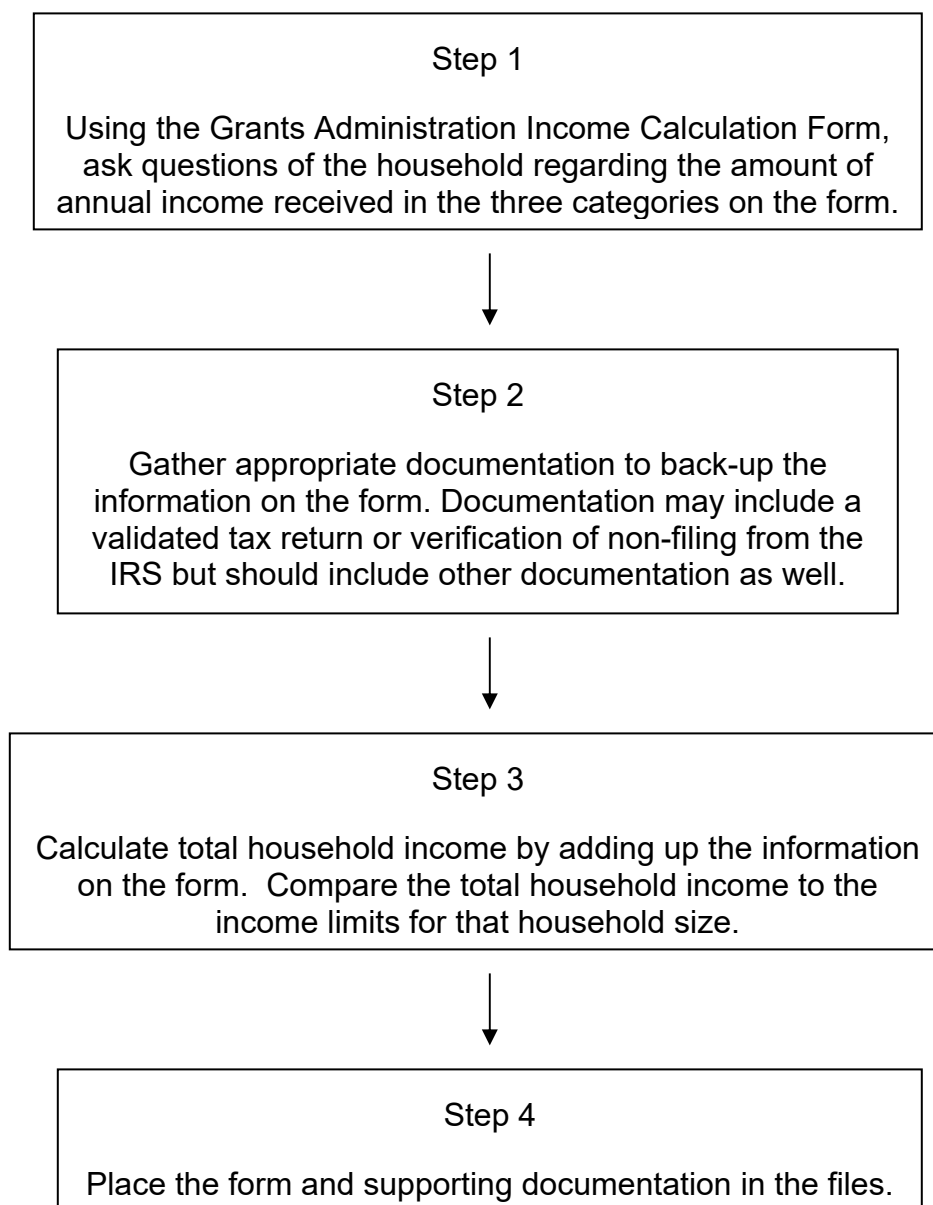 Step 1
Using the Grants Administration Income Calculation Form,
ask questions of the household regarding the amount of
annual income received in the three categories on the form.
Step 2
Gather appropriate documentation to back-up the
information on the form. Documentation may include a
validated tax return or verification of non-filing from the
IRS but should include other documentation as well.
Step 3
Calculate total household income by adding up the information
on the form.  Compare the total household income to the
income limits for that household size.
Step 4
Place the form and supporting documentation in the files.